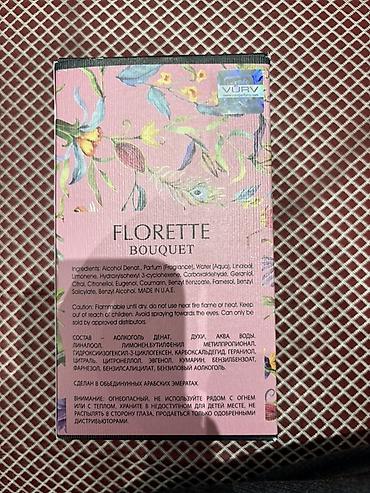 VURV
FLORETTE
BOUQUET
Ingredients: Alcohol Denat., Parfum (Fragrance), Water (Aqua), Linalool,
Limonene, Hydroxyisohexyl 3-cyclohexene, Carboxaldehyde, Geraniol,
Citral, Citronellol, Eugenol, Coumarin, Benzyl Benzoate, Farnesol, Benzyl
Salicylate, Benzyl Alcohol. MADE IN U.A.E.
Caution: Flammable until dry, do not use near fire flame or heat. Keep
out of reach of children. Avoid spraying towards the eyes. Can only be
sold by approved distributors.
СОСТАВ – АОЛКОГОЛЬ ДЕНАТ. ДУХИ, АКВА ВОДЫ,
ЛИНАЛООЛ, ЛИМОНЕН,БУТИЛФЕНИЛ МЕТИЛПРОПИОНАЛ,
ГИДРОКСИИЗОГЕКСИЛ-3-ЦИКЛОГЕКСЕН, КАРБОКСАЛЬДЕГИД, ГЕРАНИОЛ,
ЦИТРАЛЬ, ЦИТРОНЕЛЛОЛ, ЭВГЕНОЛ, КУМАРИН, БЕНЗИЛБЕНЗОАТ,
ФАРНЕЗОЛ, БЕНЗИЛСАЛИЦИЛАТ, БЕНЗИЛОВЫЙ АОЛКОГОЛЬ.
СДЕЛАН В ОБЪЕДИНУННЫХ АРАБСКИХ ЭМЕРАТАХ.
ВНИМАНИЕ: ОГНЕОПАСНЫЙ, НЕ ИСПОЛЬЗУЙТЕ РЯДОМ С ОГНЕМ
ИЛИ С ТЕПЛОМ. ХРАНИТЕ В НЕДОСТУПНОМ ДЛЯ ДЕТЕЙ МЕСТЕ, НЕ
РАСПЫЛЯТЬ В СТОРОНУ ГЛАЗА, ПРОДАЕТЬСЯ ТОЛЬКО ОДОБРЕННЫМИ
ДИСТРИБЬЮТОРАМИ.